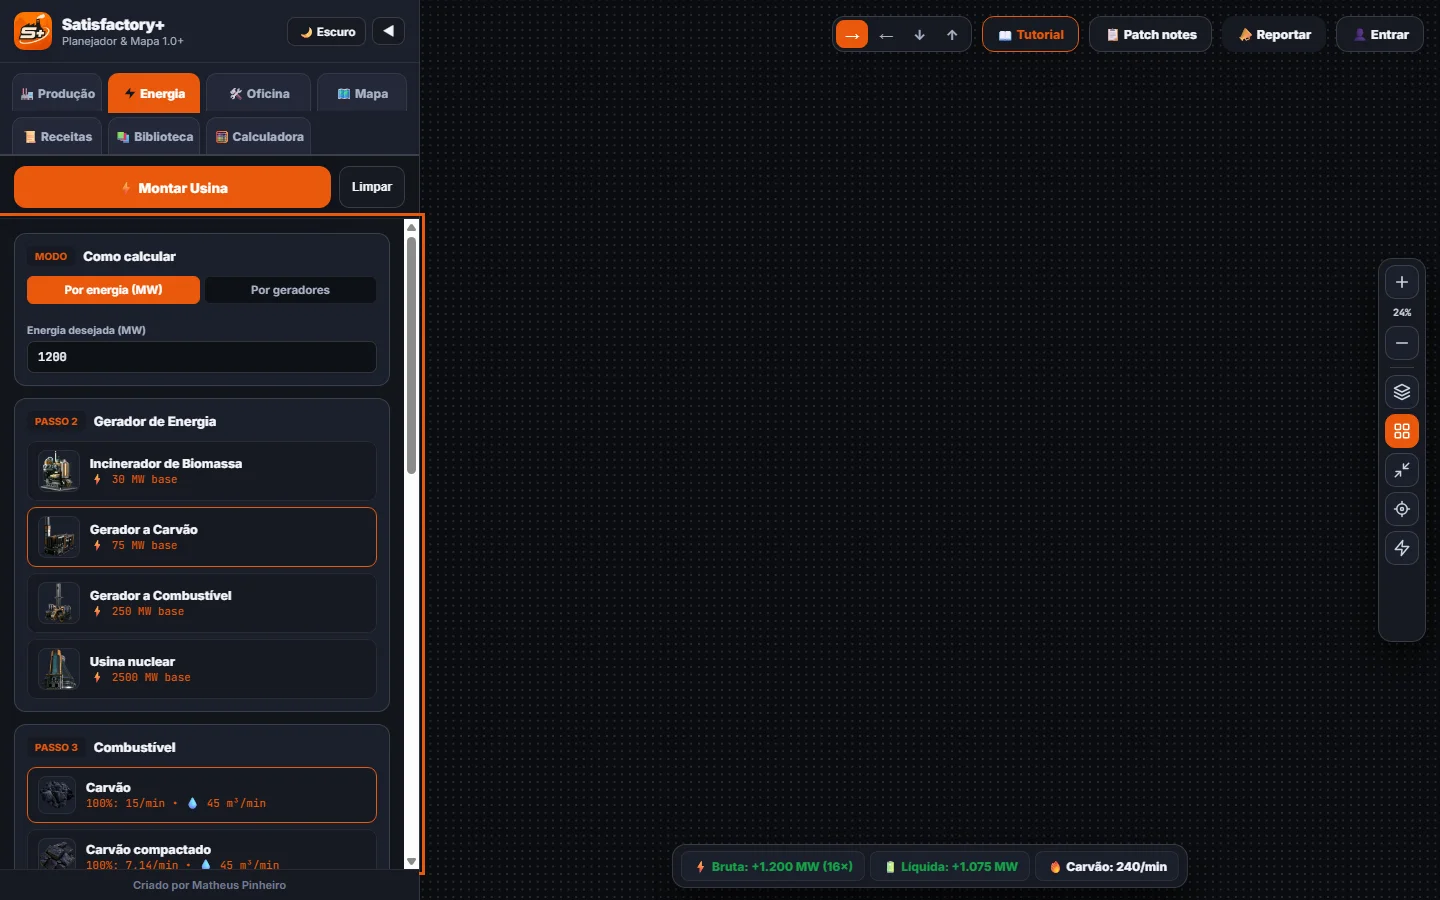 Satisfactory+
Planejador & Mapa 1.0+
Escuro
Produção
Energia
Oficina
Mapa
Receitas
Biblioteca
Calculadora
Montar Usina
Limpar
MODO Como calcular
Por energia (MW)
Por geradores
Energia desejada (MW)
1200
PASSO 2 Gerador de Energia
Incinerador de Biomassa
30 MW base
Gerador a Carvão
75 MW base
Gerador a Combustível
250 MW base
Usina nuclear
2500 MW base
PASSO 3 Combustível
Carvão
100%: 15/min • 45 m³/min
Carvão compactado
100%: 7.14/min • 45 m³/min
Criado por Matheus Pinheiro
→ ← ↓ ↑
Tutorial
Patch notes
Reportar
Entrar
24%
Bruta: +1.200 MW (16×)
Líquida: +1.075 MW
Carvão: 240/min